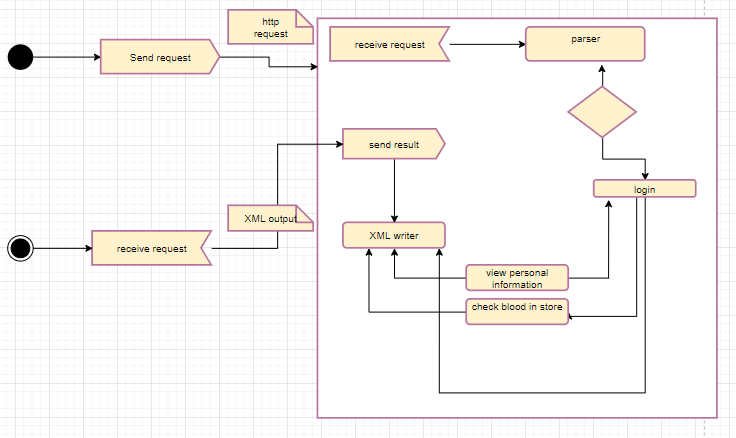 http
request
receive request
parser
Send request
send result
login
XML output
XML writer
receive request
view personal
information
check blood in store